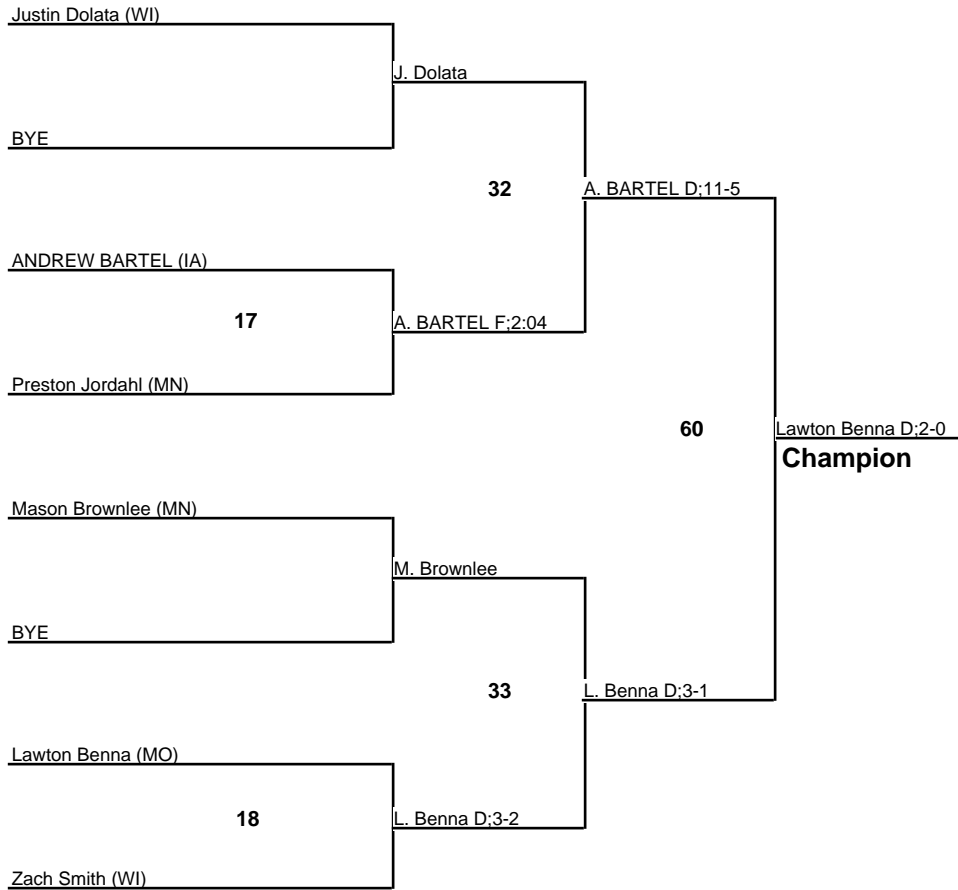 Justin Dolata (WI)
J. Dolata
BYE
32
A. BARTEL D;11-5
ANDREW BARTEL (IA)
17
A. BARTEL F;2:04
Preston Jordahl (MN)
60
Lawton Benna D;2-0
Champion
Mason Brownlee (MN)
M. Brownlee
BYE
33
L. Benna D;3-1
Lawton Benna (MO)
18
L. Benna D;3-2
Zach Smith (WI)